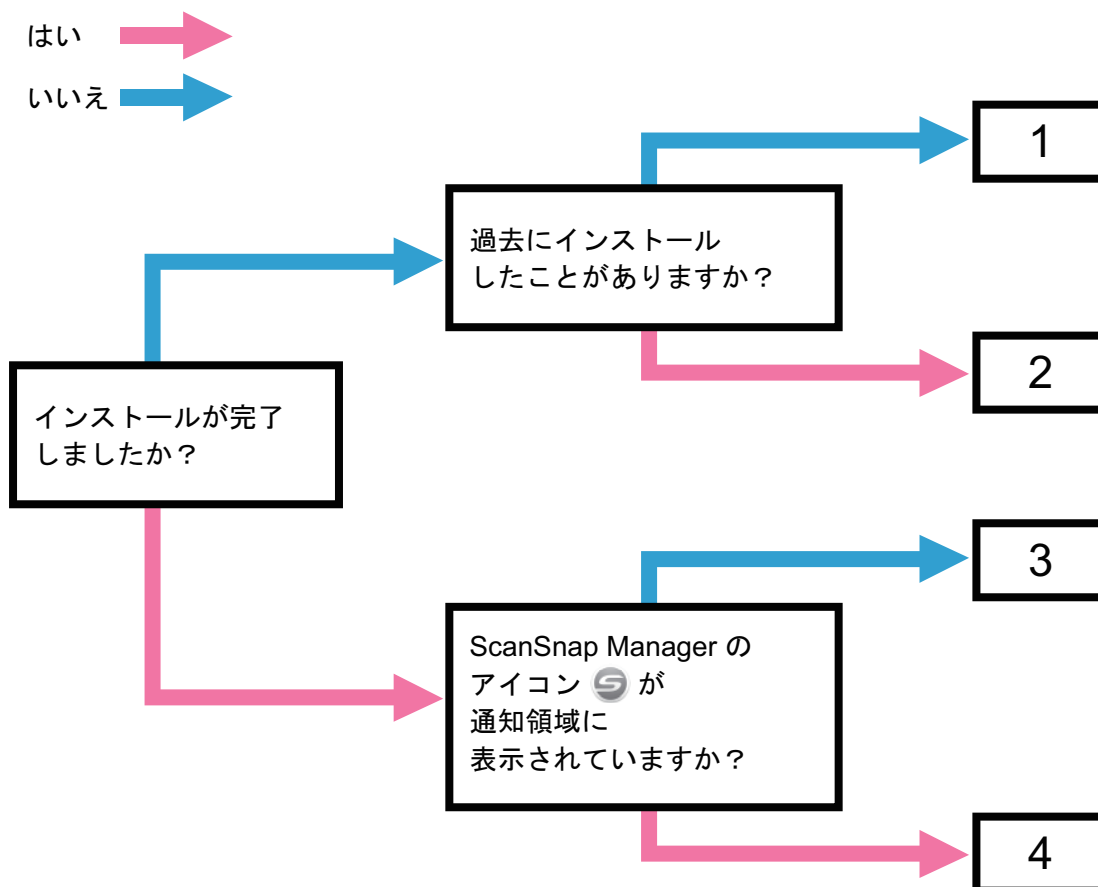 はい
いいえ
1
過去にインストール
したことがありますか？
2
インストールが完了
しましたか？
3
ScanSnap Manager の
アイコン が
通知領域に
表示されていますか？
4